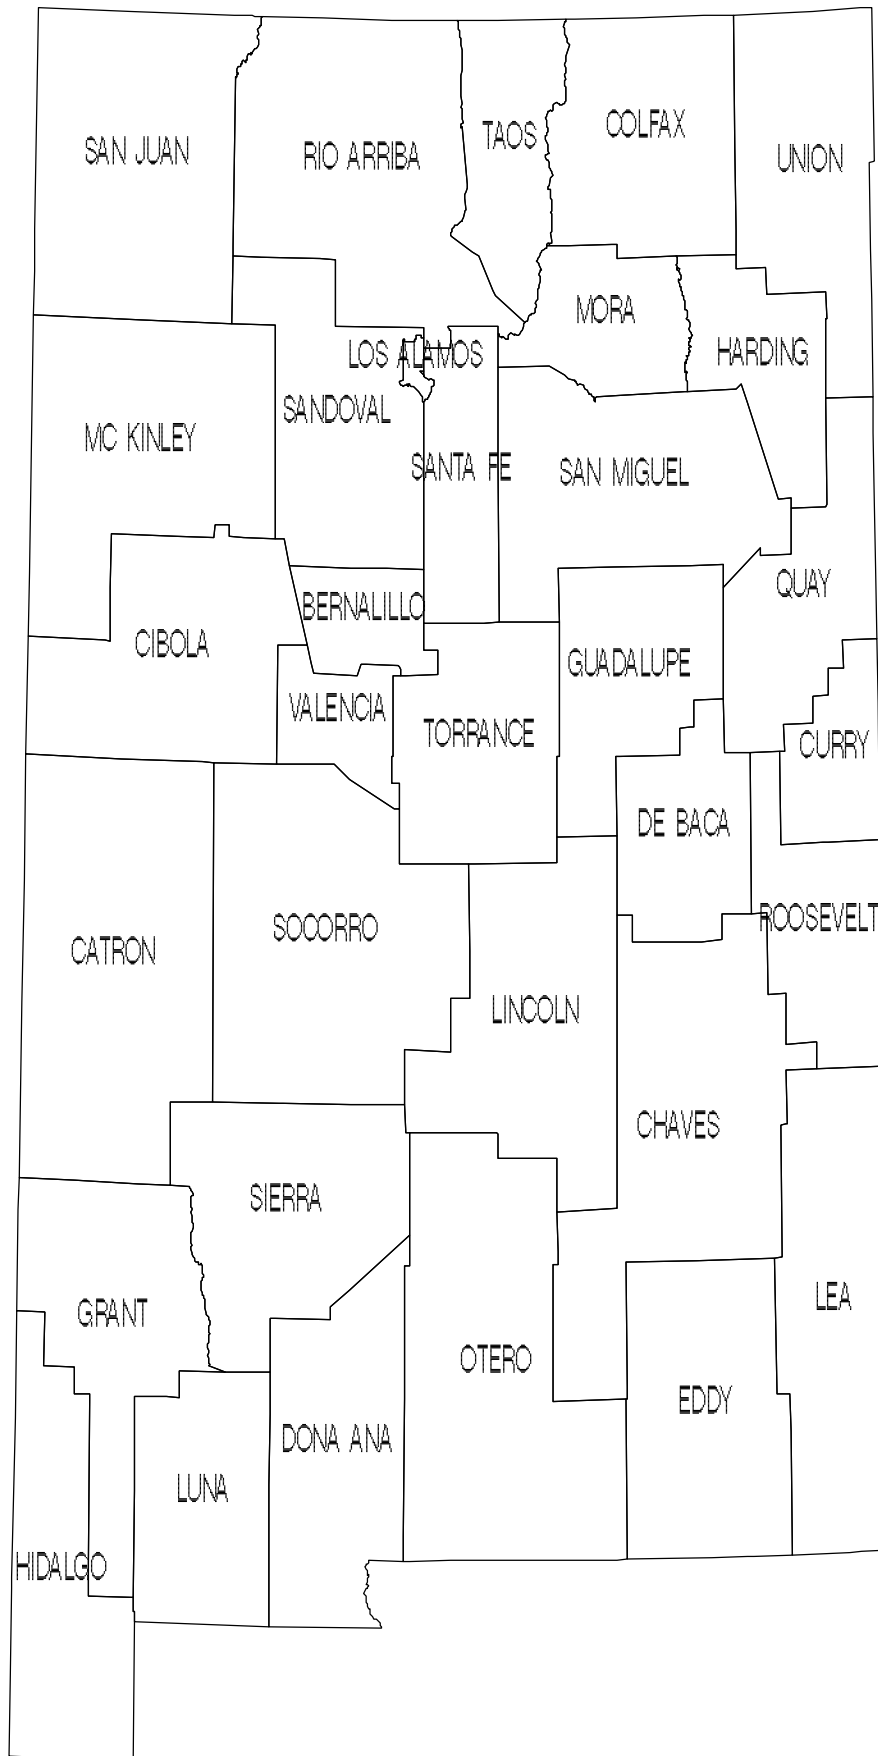 COLFAX
TAOS
SAN JUAN
RIO ARRIBA
UNION
MORA
LOS ALAMOS
HARDING
SANDOVAL
MC KINLEY
SANTA FE
SAN MIGUEL
QUAY
BERNALILLO
CIBOLA
GUADALUPE
VALENCIA
TORRANCE
CURRY
DE BACA
ROOSEVELT
SOCORRO
CATRON
LINCOLN
CHAVES
SIERRA
LEA
GRANT
OTERO
EDDY
DONA ANA
LUNA
HIDALGO